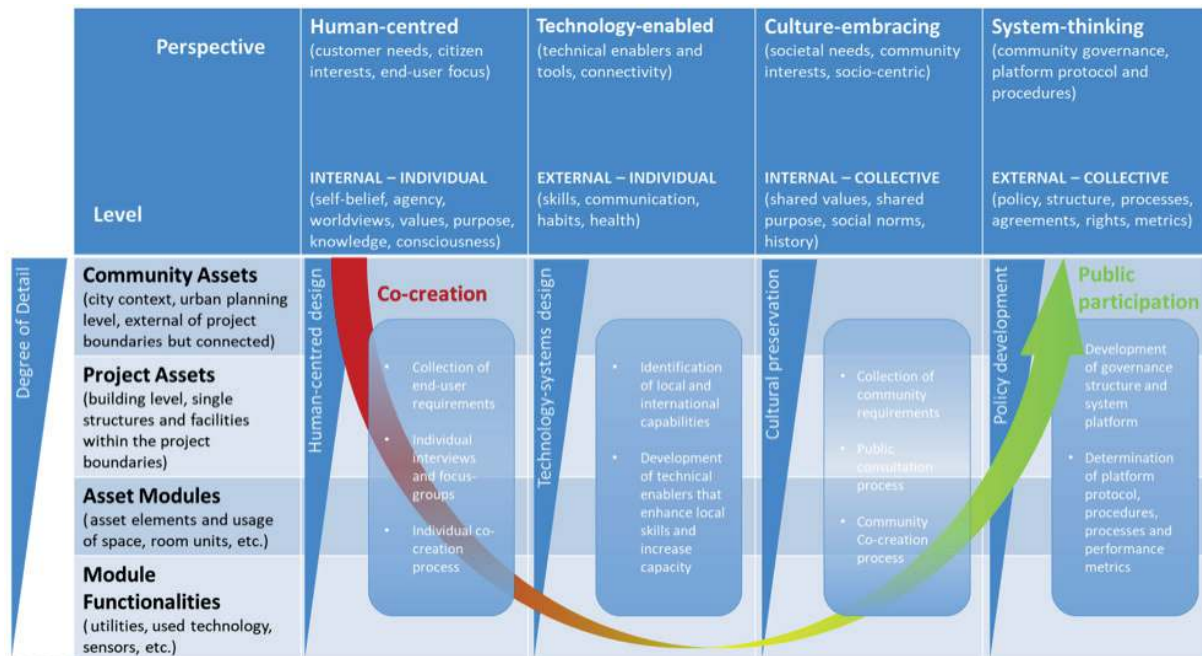 Perspective
Level
Human-centred
(customer needs, citizen
interests, end-user focus)
INTERNAL – INDIVIDUAL
(self-belief, agency,
worldviews, values, purpose,
knowledge, consciousness)
Technology-enabled
(technical enablers and
tools, connectivity)
EXTERNAL – INDIVIDUAL
(skills, communication,
habits, health)
Culture-embracing
(societal needs, community
interests, socio-centric)
INTERNAL – COLLECTIVE
(shared values, shared
purpose, social norms,
history)
System-thinking
(community governance,
platform protocol and
procedures)
EXTERNAL – COLLECTIVE
(policy, structure, processes,
agreements, rights, metrics)
Degree of Detail
Community Assets
(city context, urban planning
level, external of project
boundaries but connected)
Project Assets
(building level, single
structures and facilities
within the project
boundaries)
Asset Modules
(asset elements and usage
of space, room units, etc.)
Module
Functionalities
(utilities, used technology,
sensors, etc.)
Human-centred design
Co-creation
• Collection of
end-user
requirements
• Individual
interviews
and focus-
groups
• Individual co-
creation
process
Technology-systems design
• Identification
of local and
international
capabilities
• Development
of technical
enablers that
enhance local
skills and
increase
capacity
Cultural preservation
• Collection of
community
requirements
• Public
consultation
process
• Community
Co-creation
process
Policy development
Public
participation
Development
of governance
structure and
system
platform
• Determination
of platform
protocol,
procedures,
processes and
performance
metrics